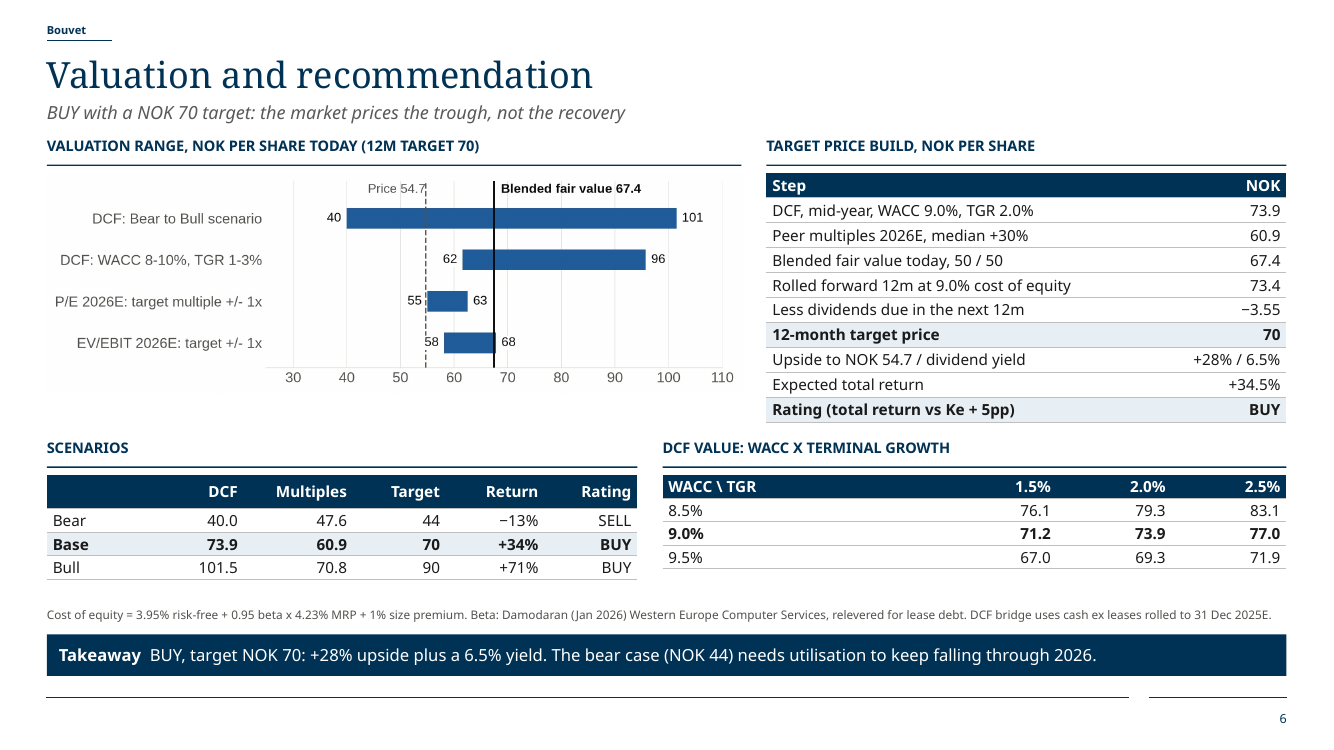 Bouvet
Valuation and recommendation
BUY with a NOK 70 target: the market prices the trough, not the recovery
VALUATION RANGE, NOK PER SHARE TODAY (12M TARGET 70)
Price 54.7 Blended fair value 67.4
DCF: Bear to Bull scenario 40 101
DCF: WACC 8-10%, TGR 1-3% 62 96
P/E 2026E: target multiple +/- 1x 55 63
EV/EBIT 2026E: target +/- 1x 58 68
30 40 50 60 70 80 90 100 110
TARGET PRICE BUILD, NOK PER SHARE
Step NOK
DCF, mid-year, WACC 9.0%, TGR 2.0% 73.9
Peer multiples 2026E, median +30% 60.9
Blended fair value today, 50 / 50 67.4
Rolled forward 12m at 9.0% cost of equity 73.4
Less dividends due in the next 12m −3.55
12-month target price 70
Upside to NOK 54.7 / dividend yield +28% / 6.5%
Expected total return +34.5%
Rating (total return vs Ke + 5pp) BUY
SCENARIOS
DCF Multiples Target Return Rating
Bear 40.0 47.6 44 −13% SELL
Base 73.9 60.9 70 +34% BUY
Bull 101.5 70.8 90 +71% BUY
DCF VALUE: WACC X TERMINAL GROWTH
WACC \ TGR 1.5% 2.0% 2.5%
8.5% 76.1 79.3 83.1
9.0% 71.2 73.9 77.0
9.5% 67.0 69.3 71.9
Cost of equity = 3.95% risk-free + 0.95 beta x 4.23% MRP + 1% size premium. Beta: Damodaran (Jan 2026) Western Europe Computer Services, relevered for lease debt. DCF bridge uses cash ex leases rolled to 31 Dec 2025E.
Takeaway BUY, target NOK 70: +28% upside plus a 6.5% yield. The bear case (NOK 44) needs utilisation to keep falling through 2026.
6